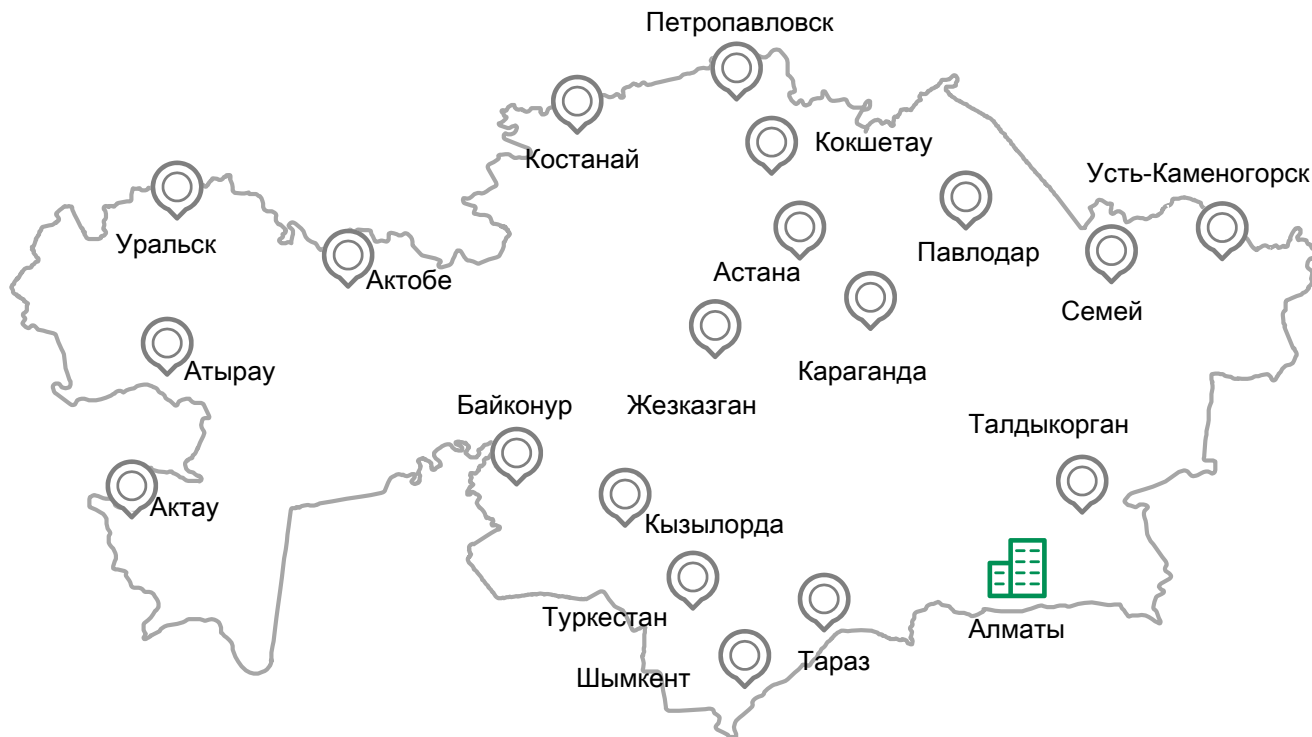 Петропавловск
Кокшетау
Костанай
Усть-Каменогорск
Уральск
Павлодар
Астана
Актобе
Семей
Атырау
Караганда
Байконур
Жезказган
Талдыкорган
Актау
Кызылорда
Туркестан
Алматы
Тараз
Шымкент